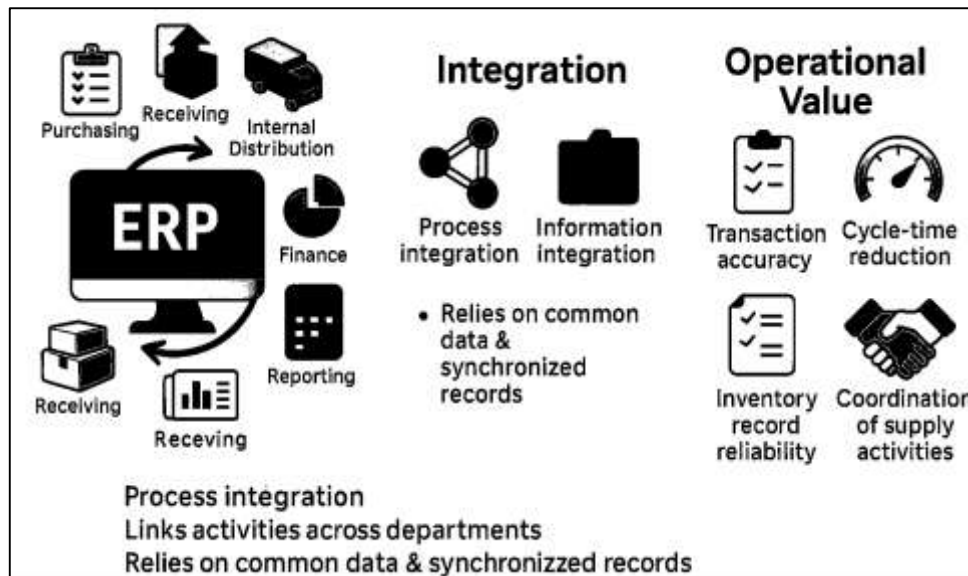 Purchasing
Receiving
Internal
Distribution
ERP
Finance
Reporting
Receiving
Receving
Integration
Process
integration
Information
integration
• Relies on common
data &
synchronized
records
Operational
Value
Transaction
accuracy
Cycle-time
reduction
Inventory
record
reliability
Coordination
of supply
activities
Process integration
Links activities across departments
Relies on common data & synchronizzed records